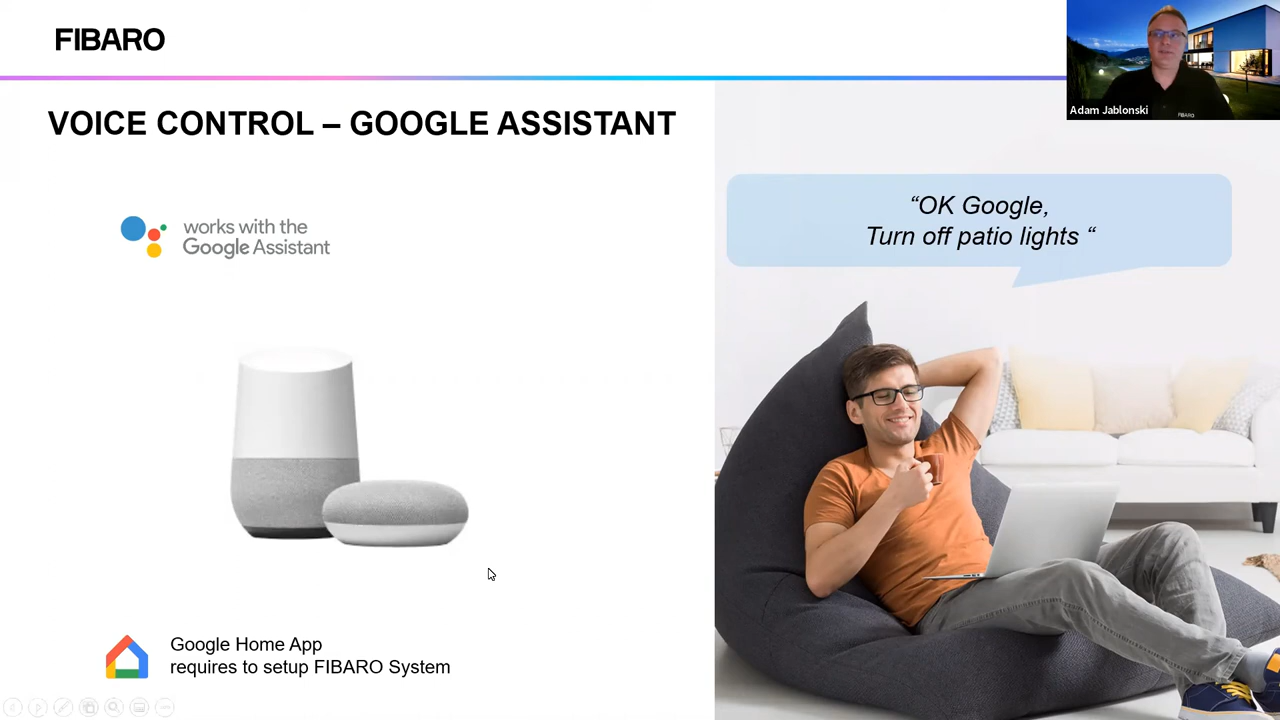 FIBARO
Adam Jablonski
FIBARO
VOICE CONTROL – GOOGLE ASSISTANT
works with the
Google Assistant
“OK Google,
Turn off patio lights “
Google Home App
requires to setup FIBARO System